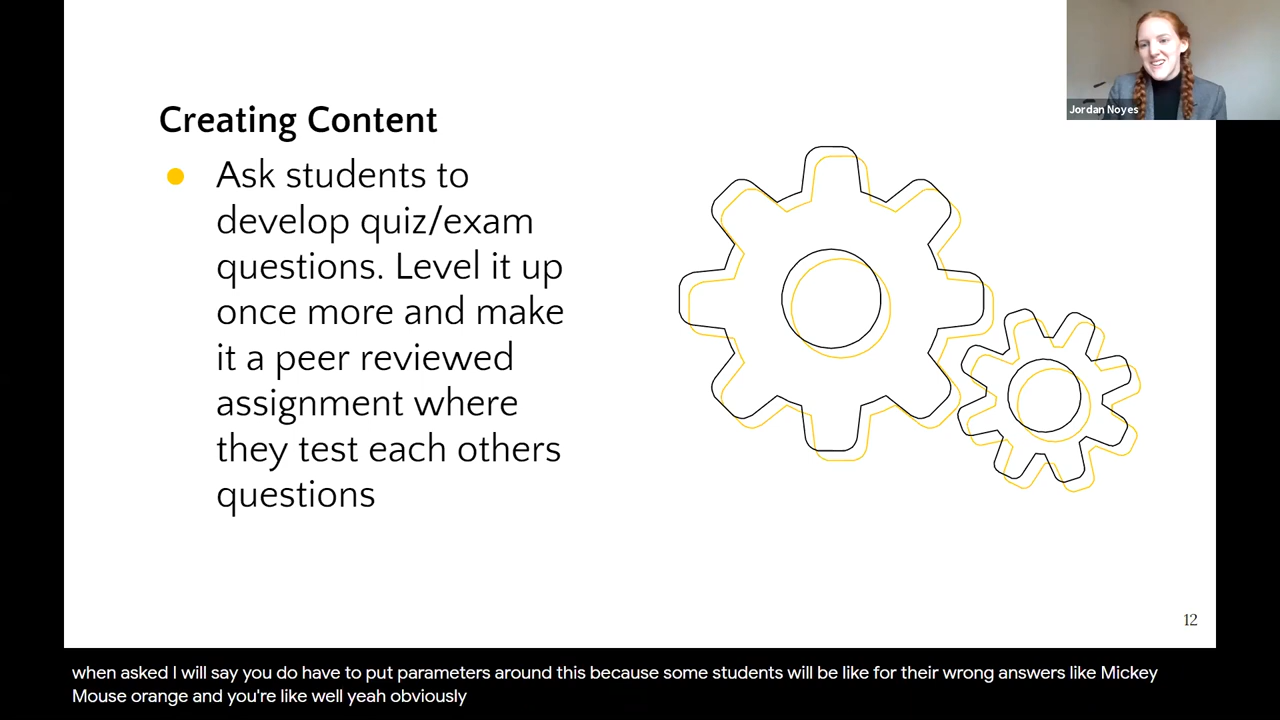 Jordan Noyes
Creating Content
Ask students to
develop quiz/exam
questions. Level it up
once more and make
it a peer reviewed
assignment where
they test each others
questions
12
when asked I will say you do have to put parameters around this because some students will be like for their wrong answers like Mickey
Mouse orange and you're like well yeah obviously